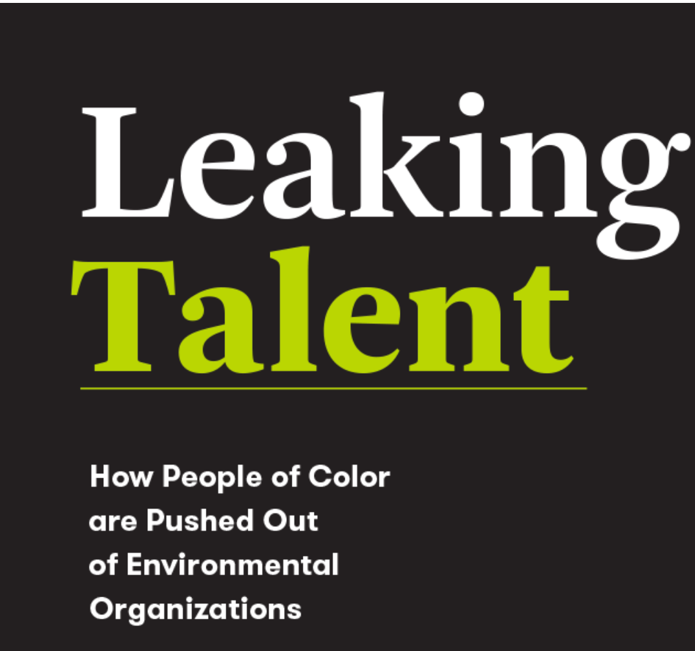 Leaking
Talent
How People of Color
are Pushed Out
of Environmental
Organizations